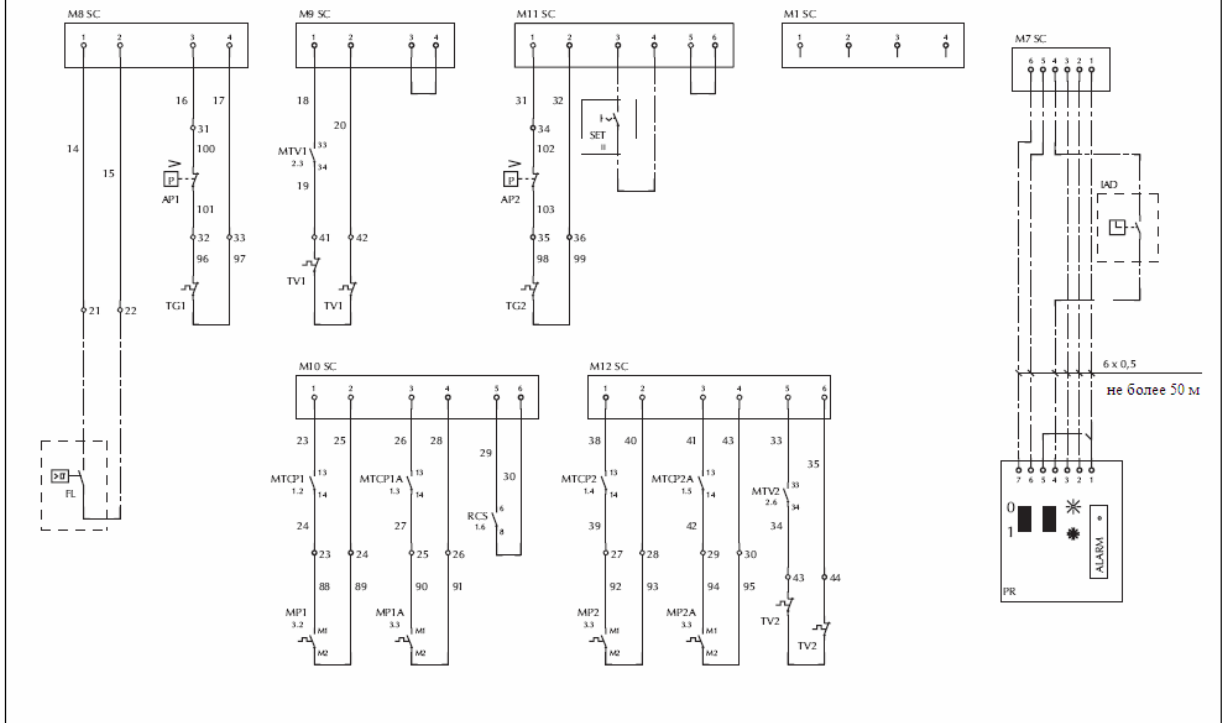 M8 SC M9 SC M11 SC M1 SC M7 SC
1 2 3 4 1 2 3 4 1 2 3 4 5 6 1 2 3 4 6 5 4 3 2 1
16 17 18 31 32
31 34
14 100 20 102
SET
II
MTV1 33
2.3 34
15 V 19 V
P P
AP1 AP2
101 103
32 33 41 42 35 36
96 97 98 99
TG1 TV1 TV1 TG2
21 22
IAD
M10 SC M12 SC
1 2 3 4 5 6 1 2 3 4 5 6
6 x 0,5
не более 50 м
23 25 26 28 29 30 38 40 41 43 33 35
FL
MTCP1 13
1.2 14
MTCP1A 13
1.3 14
RCS 6
1.6 8
MTCP2 13
1.4 14
MTCP2A 13
1.5 14
MTV2 33
2.6 34
7 6 5 4 3 2 1
0
1
ALARM
PR
24 27 39 42 34
23 24 25 26 27 28 29 30 43 44
88 89 90 91 92 93 94 95
MP1 M1
3.2 M2
MP1A M1
3.3 M2
MP2 M1
3.3 M2
MP2A M1
3.3 M2
TV2 TV2